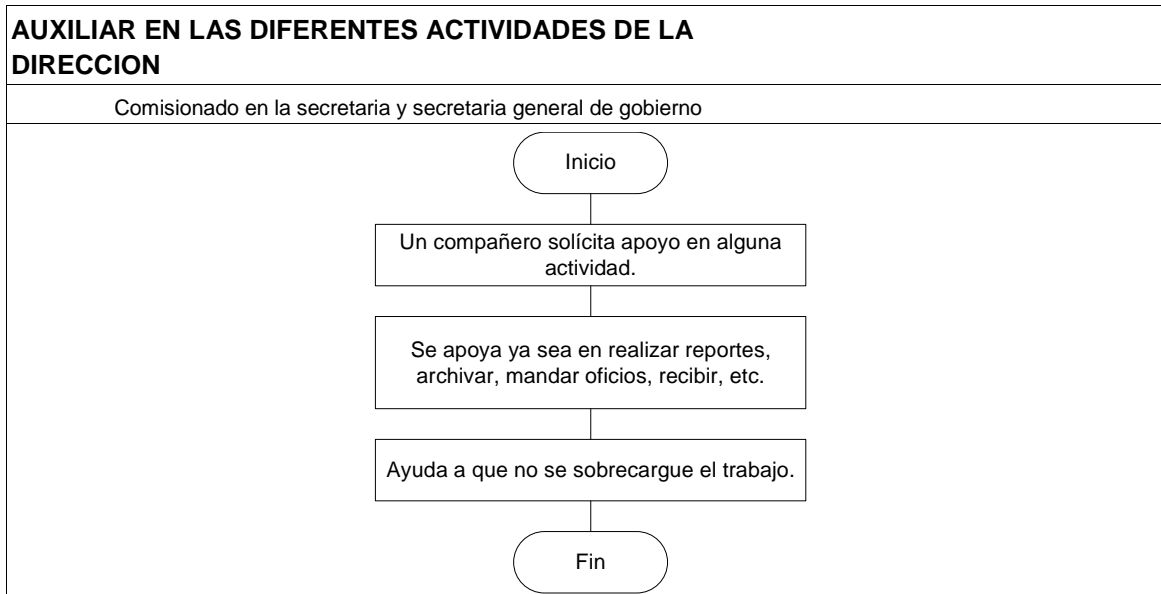 AUXILIAR EN LAS DIFERENTES ACTIVIDADES DE LA
DIRECCION
Comisionado en la secretaria y secretaria general de gobierno
Inicio
Un compañero solícita apoyo en alguna
actividad.
Se apoya ya sea en realizar reportes,
archivar, mandar oficios, recibir, etc.
Ayuda a que no se sobrecargue el trabajo.
Fin